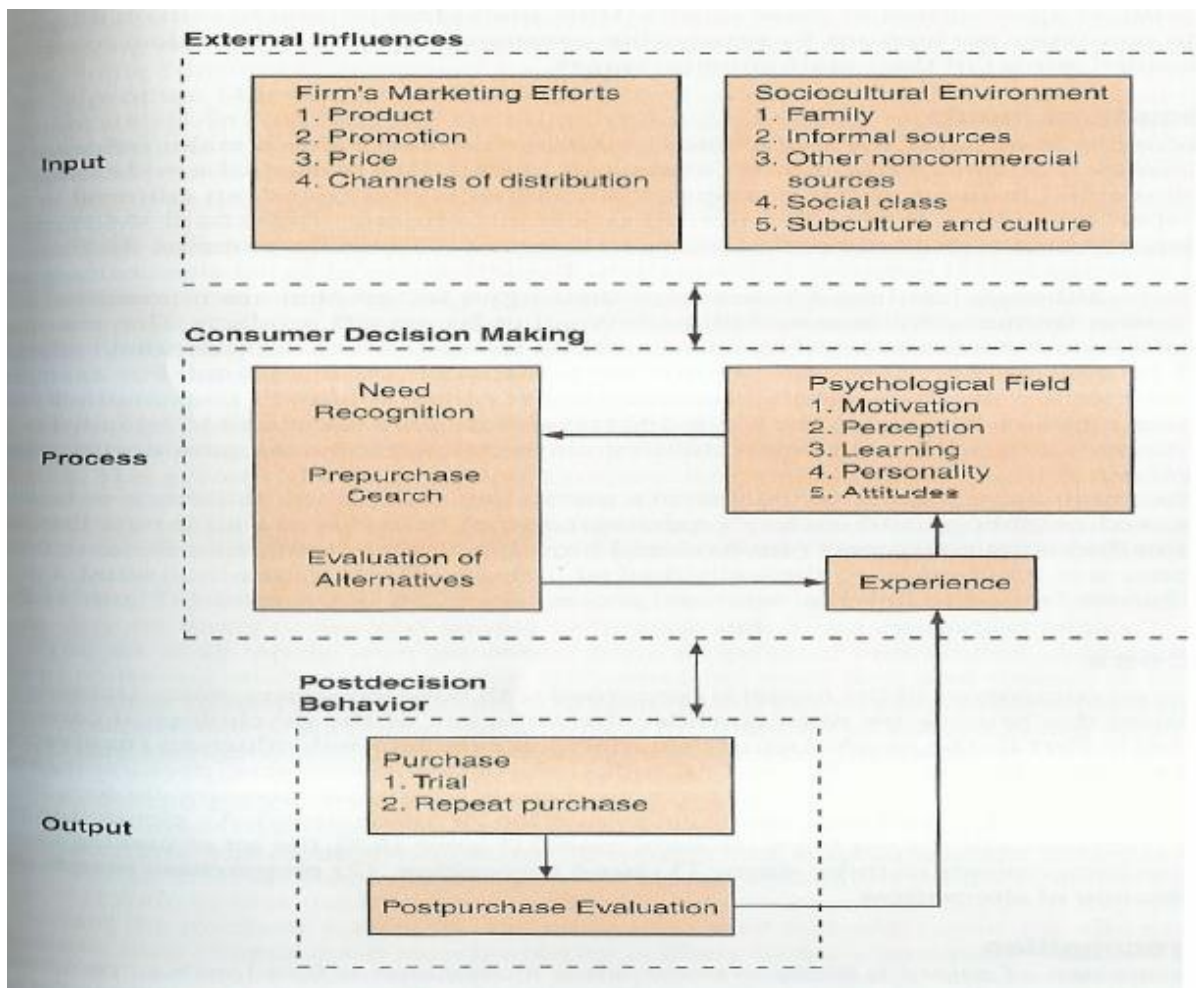 External Influences
Input
Firm's Marketing Efforts
1. Product
2. Promotion
3. Price
4. Channels of distribution
Sociocultural Environment
1. Family
2. Informal sources
3. Other noncommercial
sources
4. Social class
5. Subculture and culture
Consumer Decision Making
Process
Need
Recognition
Prepurchase
Search
Evaluation of
Alternatives
Psychological Field
1. Motivation
2. Perception
3. Learning
4. Personality
5. Attitudes
Experience
Postdecision
Behavior
Output
Purchase
1. Trial
2. Repeat purchase
Postpurchase Evaluation